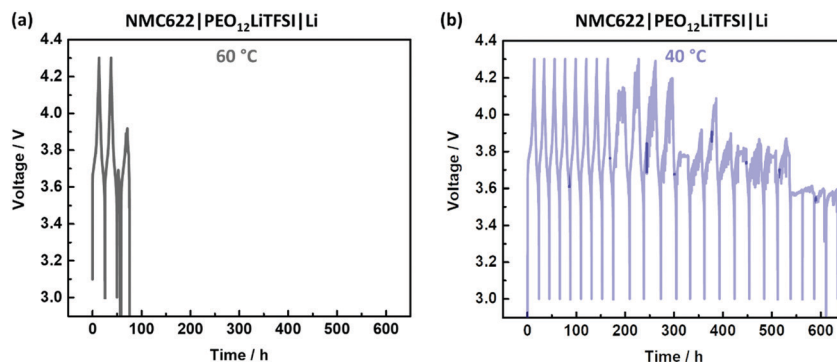 (a)
NMC622|PEO₁₂LiTFSI|Li
60 °C
Voltage / V
4.4
4.2
4.0
3.8
3.6
3.4
3.2
3.0
0 100 200 300 400 500 600
Time / h
(b)
NMC622|PEO₁₂LiTFSI|Li
40 °C
Voltage / V
4.4
4.2
4.0
3.8
3.6
3.4
3.2
3.0
0 100 200 300 400 500 600
Time / h